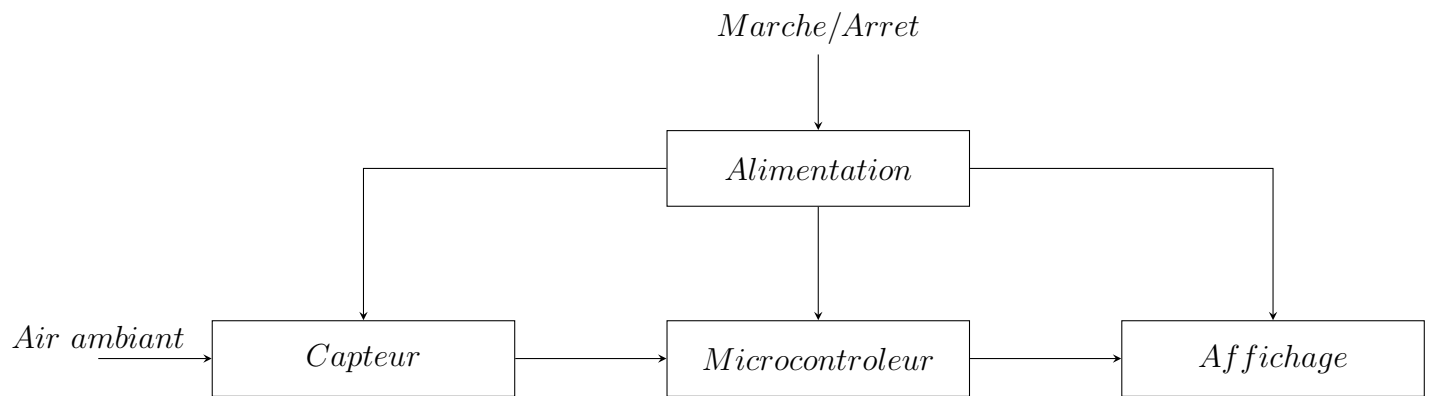 Marche/Arret
Alimentation
Air ambiant
Capteur
Microcontroleur
Affichage